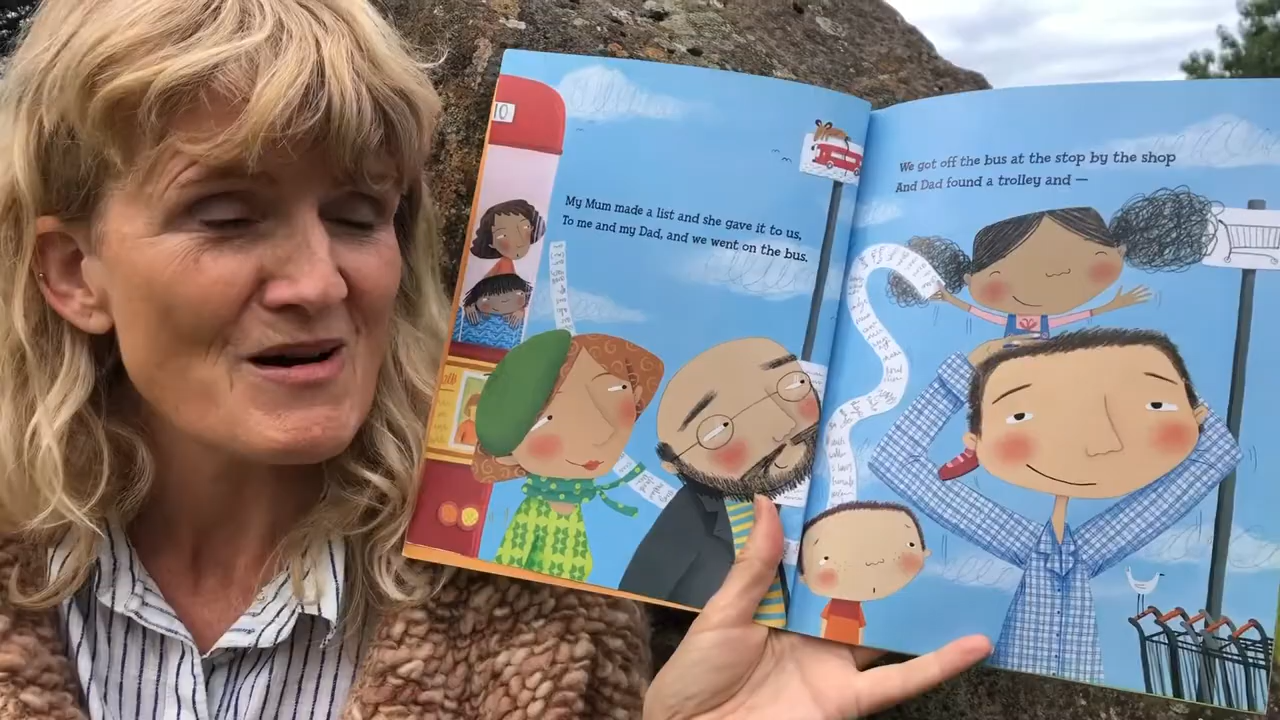 10
My Mum made a list and she gave it to us,
To me and my Dad, and we went on the bus.
We got off the bus at the stop by the shop
And Dad found a trolley and —